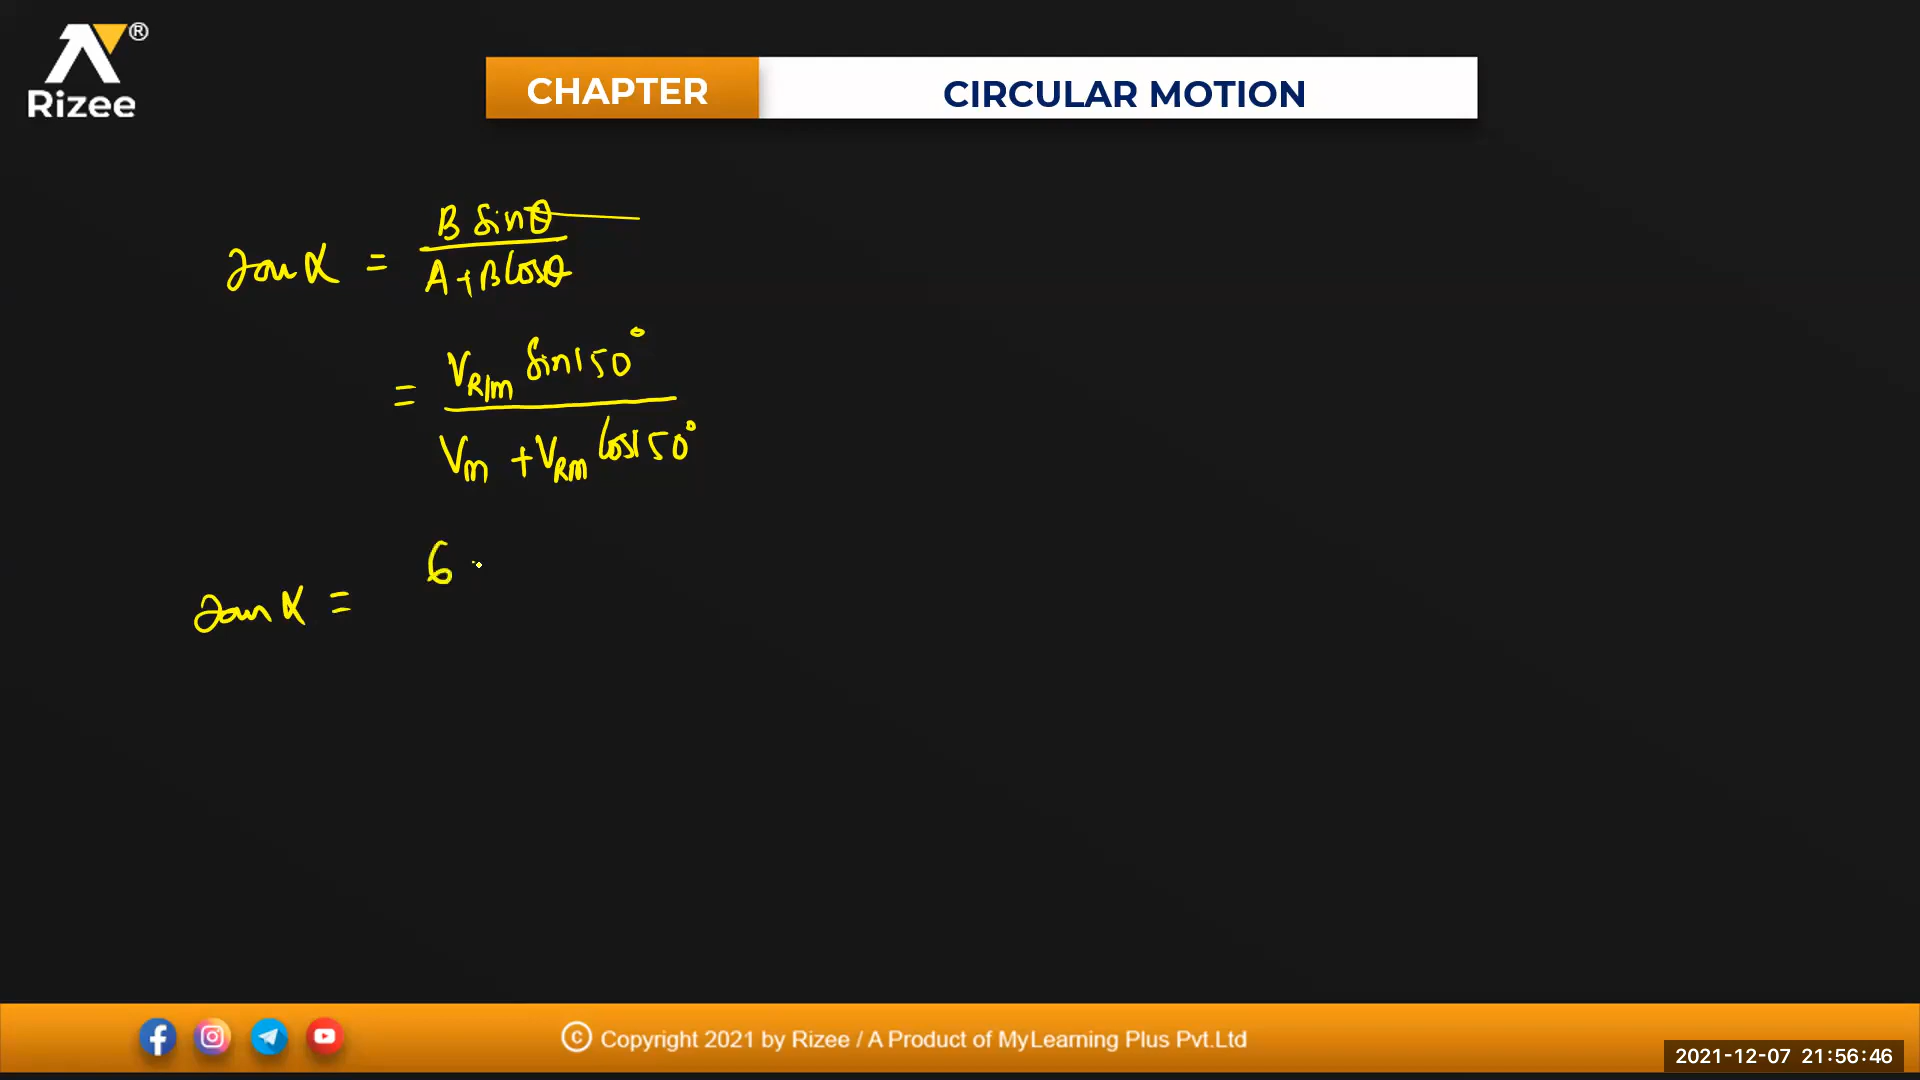 Rizee ®
CHAPTER CIRCULAR MOTION
tan α = B sinθ / A + B cosθ
= V_R/m sin150° / V_m + V_Rm cos150°
tan α = 6 ·
© Copyright 2021 by Rizee / A Product of MyLearning Plus Pvt.Ltd
2021-12-07 21:56:46